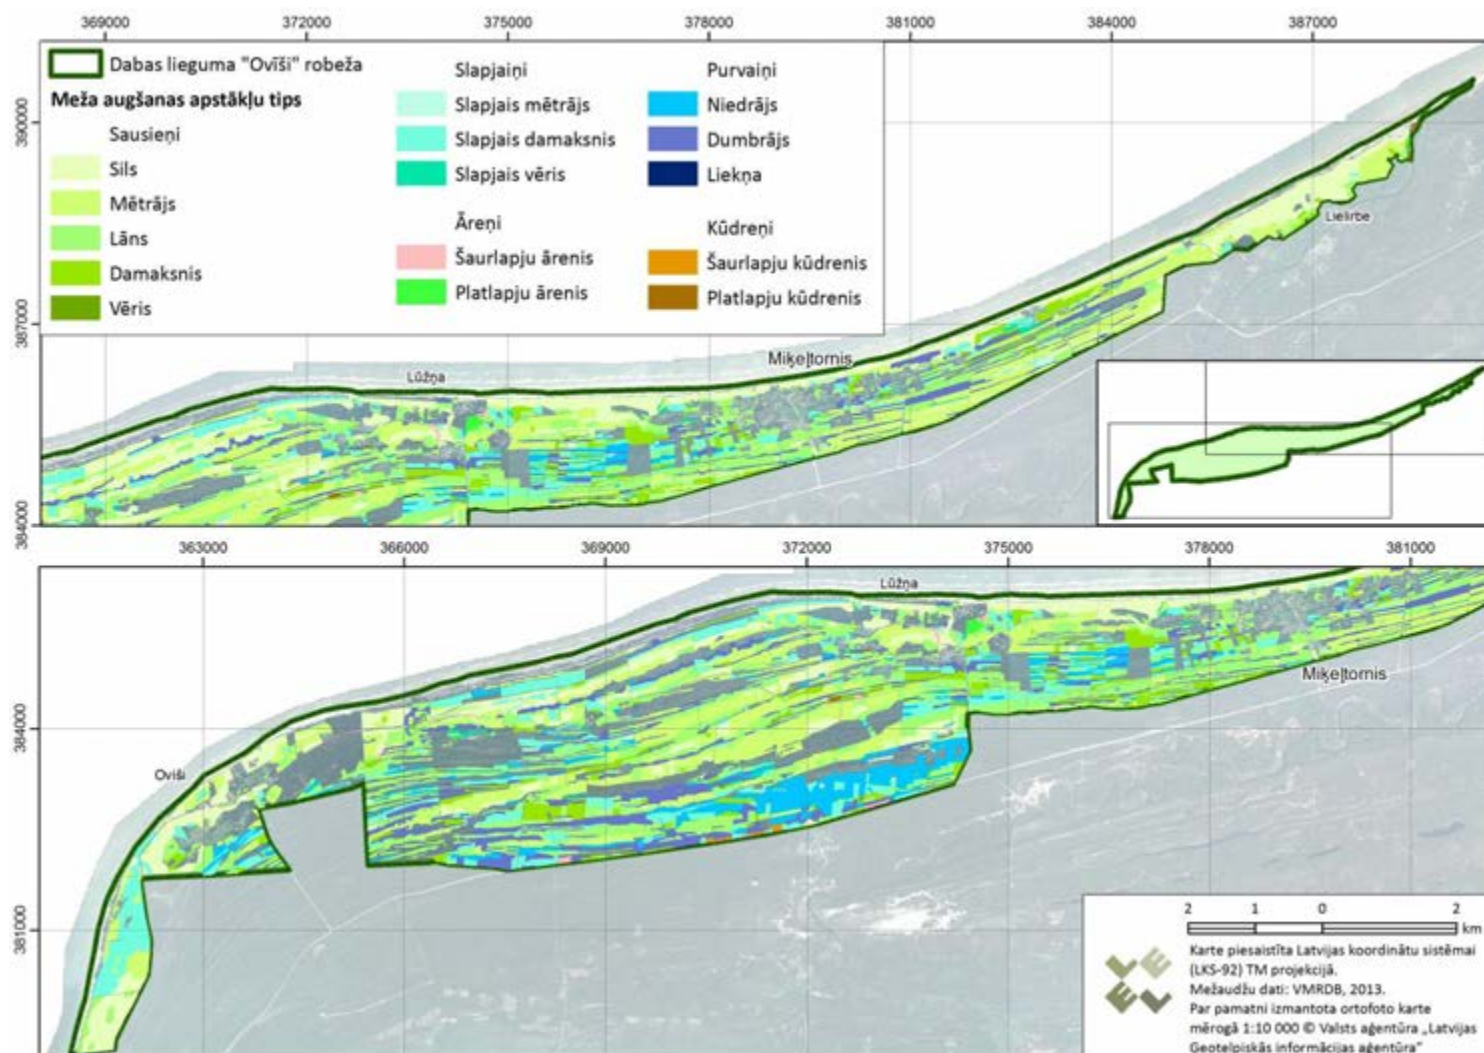 369000 372000 375000 378000 381000 384000 387000
Dabas lieguma "Ovīši" robeža
Meža augšanas apstākļu tips
Sausieņi
Sils
Mētrājs
Lāns
Damaksnis
Vēris
Slapjaiņi
Slapjais mētrājs
Slapjais damaksnis
Slapjais vēris
Āreņi
Šaurlapju ārenis
Platlapju ārenis
Purvaiņi
Niedrājs
Dumbrājs
Liekņa
Kūdreņi
Šaurlapju kūdrenis
Platlapju kūdrenis
390000
387000
384000
Lielirbe
Miķeļtornis
Lūžņa
363000 366000 369000 372000 375000 378000 381000
384000
381000
Lūžņa
Miķeļtornis
Oviši
2 1 0 2
km
Karte piesaistīta Latvijas koordinātu sistēmai
(LKS-92) TM projekcijā.
Mežaudžu dati: VMRDB, 2013.
Par pamatni izmantota ortofoto karte
mērogā 1:10 000 © Valsts aģentūra „Latvijas
Ģeotelpiskās informācijas aģentūra"